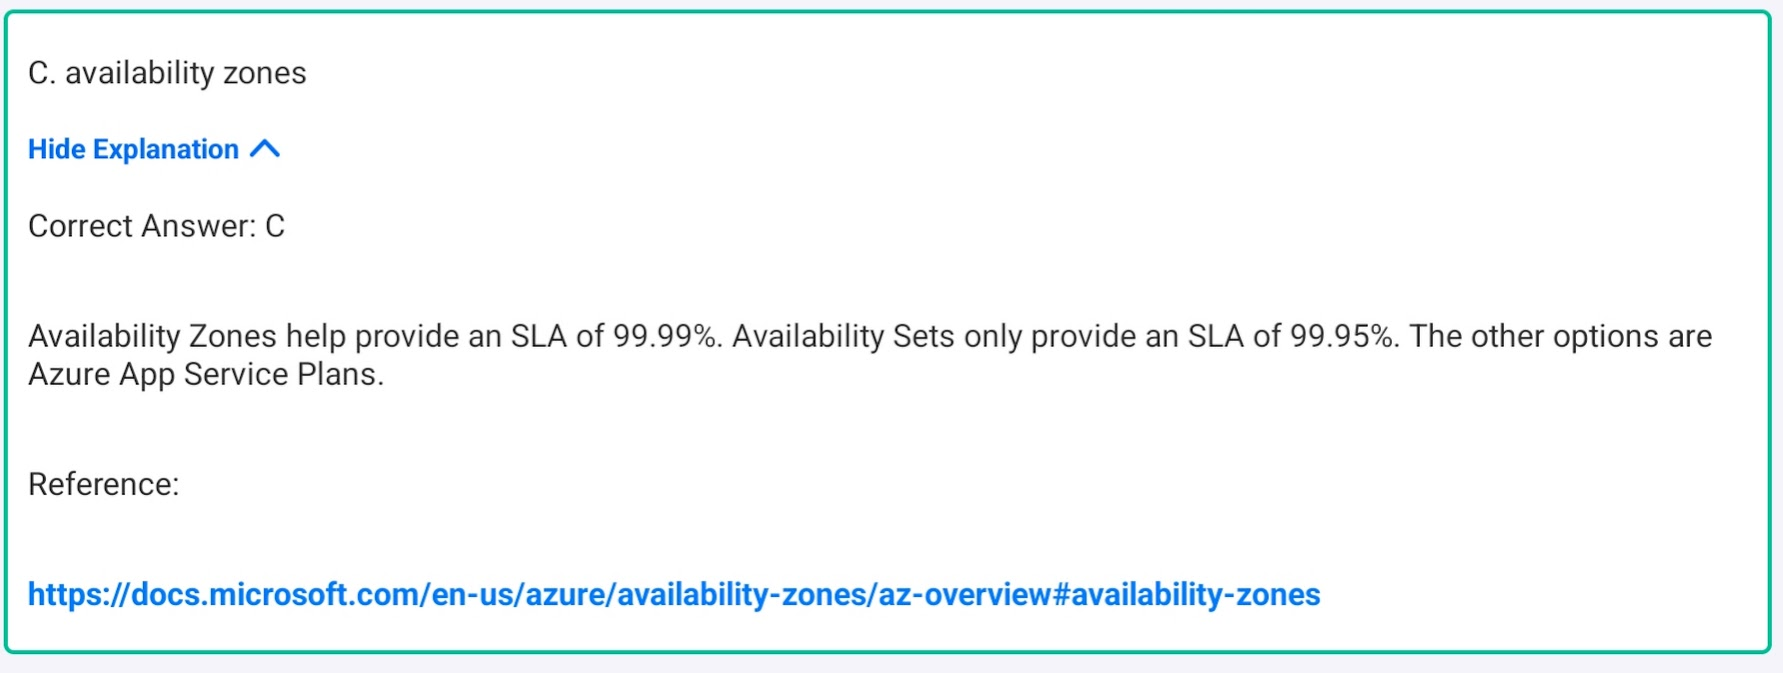 C. availability zones
Hide Explanation
Correct Answer: C
Availability Zones help provide an SLA of 99.99%. Availability Sets only provide an SLA of 99.95%. The other options are
Azure App Service Plans.
Reference:
https://docs.microsoft.com/en-us/azure/availability-zones/az-overview#availability-zones